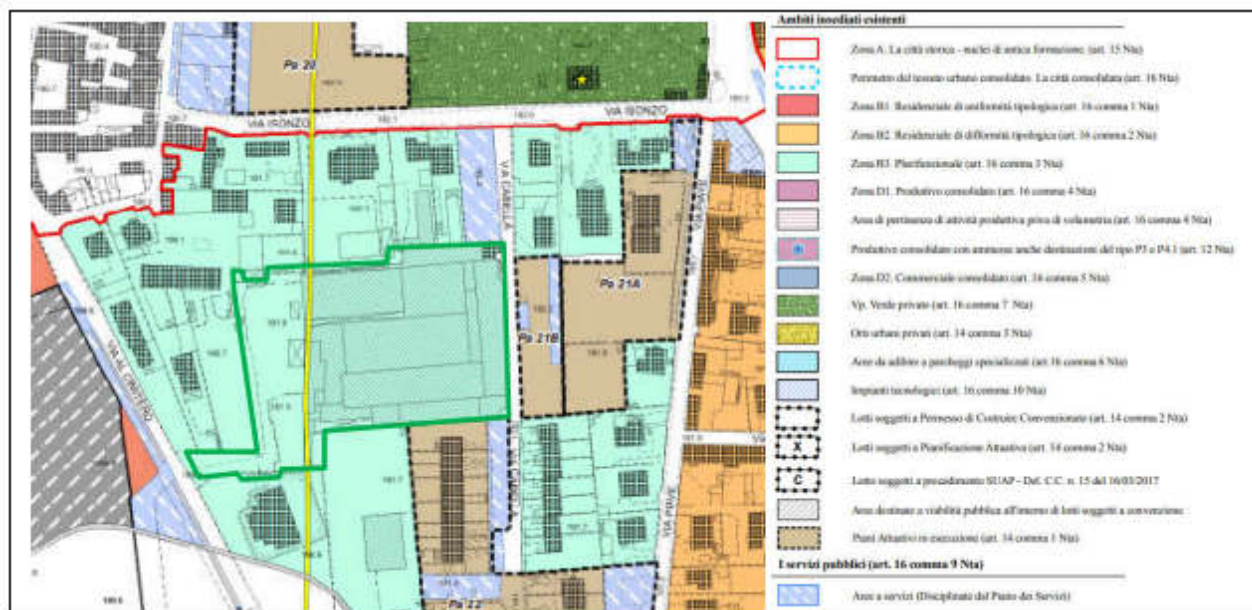 Pa 20
VIA ISONZO
VIA ISONZO
VIA CABELLA
Pa 21A
Pa 21B
VIA AL CIMITERO
VIA CABELLA
VIA PIAVE
VIA PIAVE
Pa 22
Ambiti insediati esistenti
Zona A. La città storica - nuclei di antica formazione. (art. 15 Nta)
Perimetro del tessuto urbano consolidato. La città consolidata (art. 16 Nta)
Zona B1. Residenziale di uniformità tipologica (art. 16 comma 1 Nta)
Zona B2. Residenziale di difformità tipologica (art. 16 comma 2 Nta)
Zona B3. Plurifunzionale (art. 16 comma 3 Nta)
Zona D1. Produttivo consolidato (art. 16 comma 4 Nta)
Area di pertinenza di attività produttiva priva di volumetria (art. 16 comma 4 Nta)
Produttivo consolidato con ammesse anche destinazioni del tipo P3 e P4.1 (art. 12 Nta)
Zona D2. Commerciale consolidato (art. 16 comma 5 Nta)
Vp. Verde privato (art. 16 comma 7 Nta)
Orti urbani privati (art. 14 comma 3 Nta)
Aree da adibire a parcheggi specializzati (art. 16 comma 6 Nta)
Impianti tecnologici (art. 16 comma 10 Nta)
Lotti soggetti a Permesso di Costruire Convenzionato (art. 14 comma 2 Nta)
X
Lotti soggetti a Pianificazione Attuativa (art. 14 comma 2 Nta)
C
Lotto soggetti a procedimento SUAP - Del. C.C. n. 15 del 16/03/2017
Aree destinate a viabilità pubblica all'interno di lotti soggetti a convenzione
Piani Attuativi in esecuzione (art. 14 comma 1 Nta)
I servizi pubblici (art. 16 comma 9 Nta)
Aree a servizi (Disciplinate dal Piano dei Servizi)